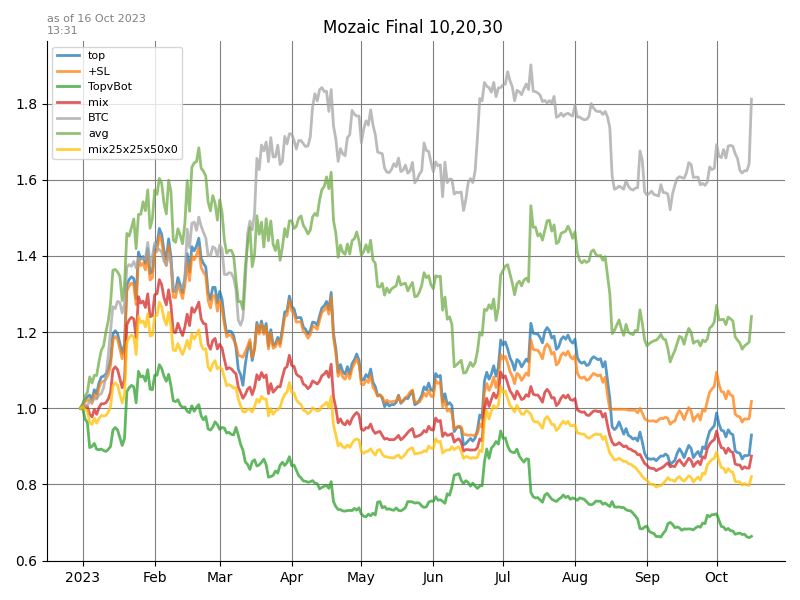 as of 16 Oct 2023
13:31
Mozaic Final 10,20,30
top
+SL
TopvBot
mix
BTC
avg
mix25x25x50x0
1.8
1.6
1.4
1.2
1.0
0.8
0.6
2023 Feb Mar Apr May Jun Jul Aug Sep Oct